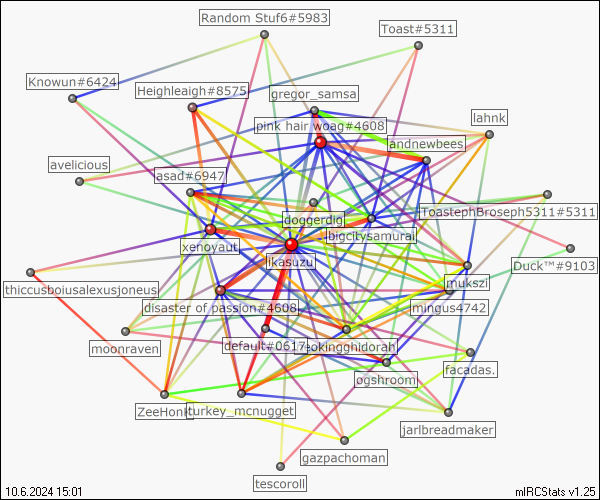 Random Stuf6#5983
Toast#5311
Knowun#6424
Heighleaigh#8575
gregor_samsa
lahnk
pink hair woag#4608
andnewbees
avelicious
asad#6947
doggerdigl
ToastephBroseph5311#5311
bigcitysamurai
xenoyaut
ikasuzu
Duck™#9103
thiccusboiusalexusjoneus
mukszi
disaster of passion#4608
mingus4742
moonraven
default#0617
okingghidorah
ogshroom
facadas.
ZeeHonk
turkey_mcnugget
jarlbreadmaker
gazpachoman
tescoroll
10.6.2024 15:01
mIRCStats v1.25